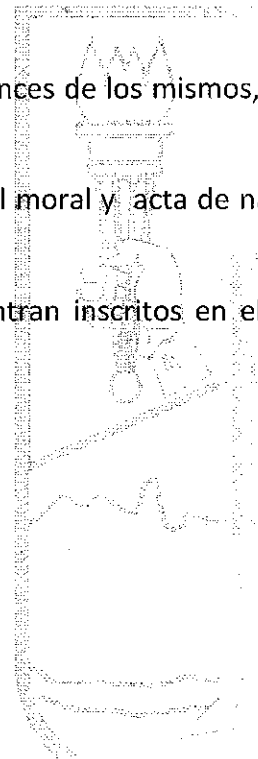 nces de los mismos,
l moral y acta de n
ntran inscritos en el